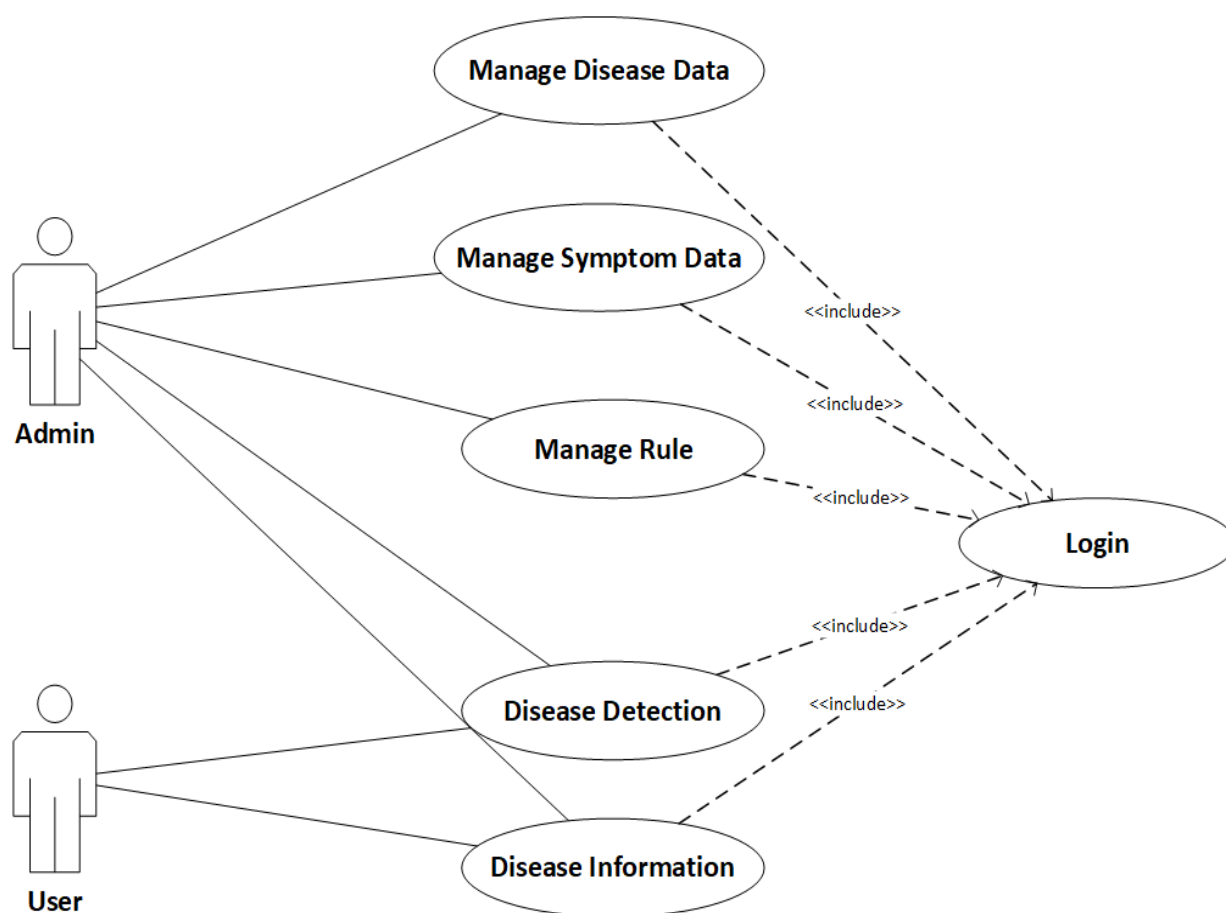 Manage Disease Data
Manage Symptom Data
<<include>>
<<include>>
Admin
Manage Rule
<<include>>
Login
<<include>>
Disease Detection
<<include>>
Disease Information
User